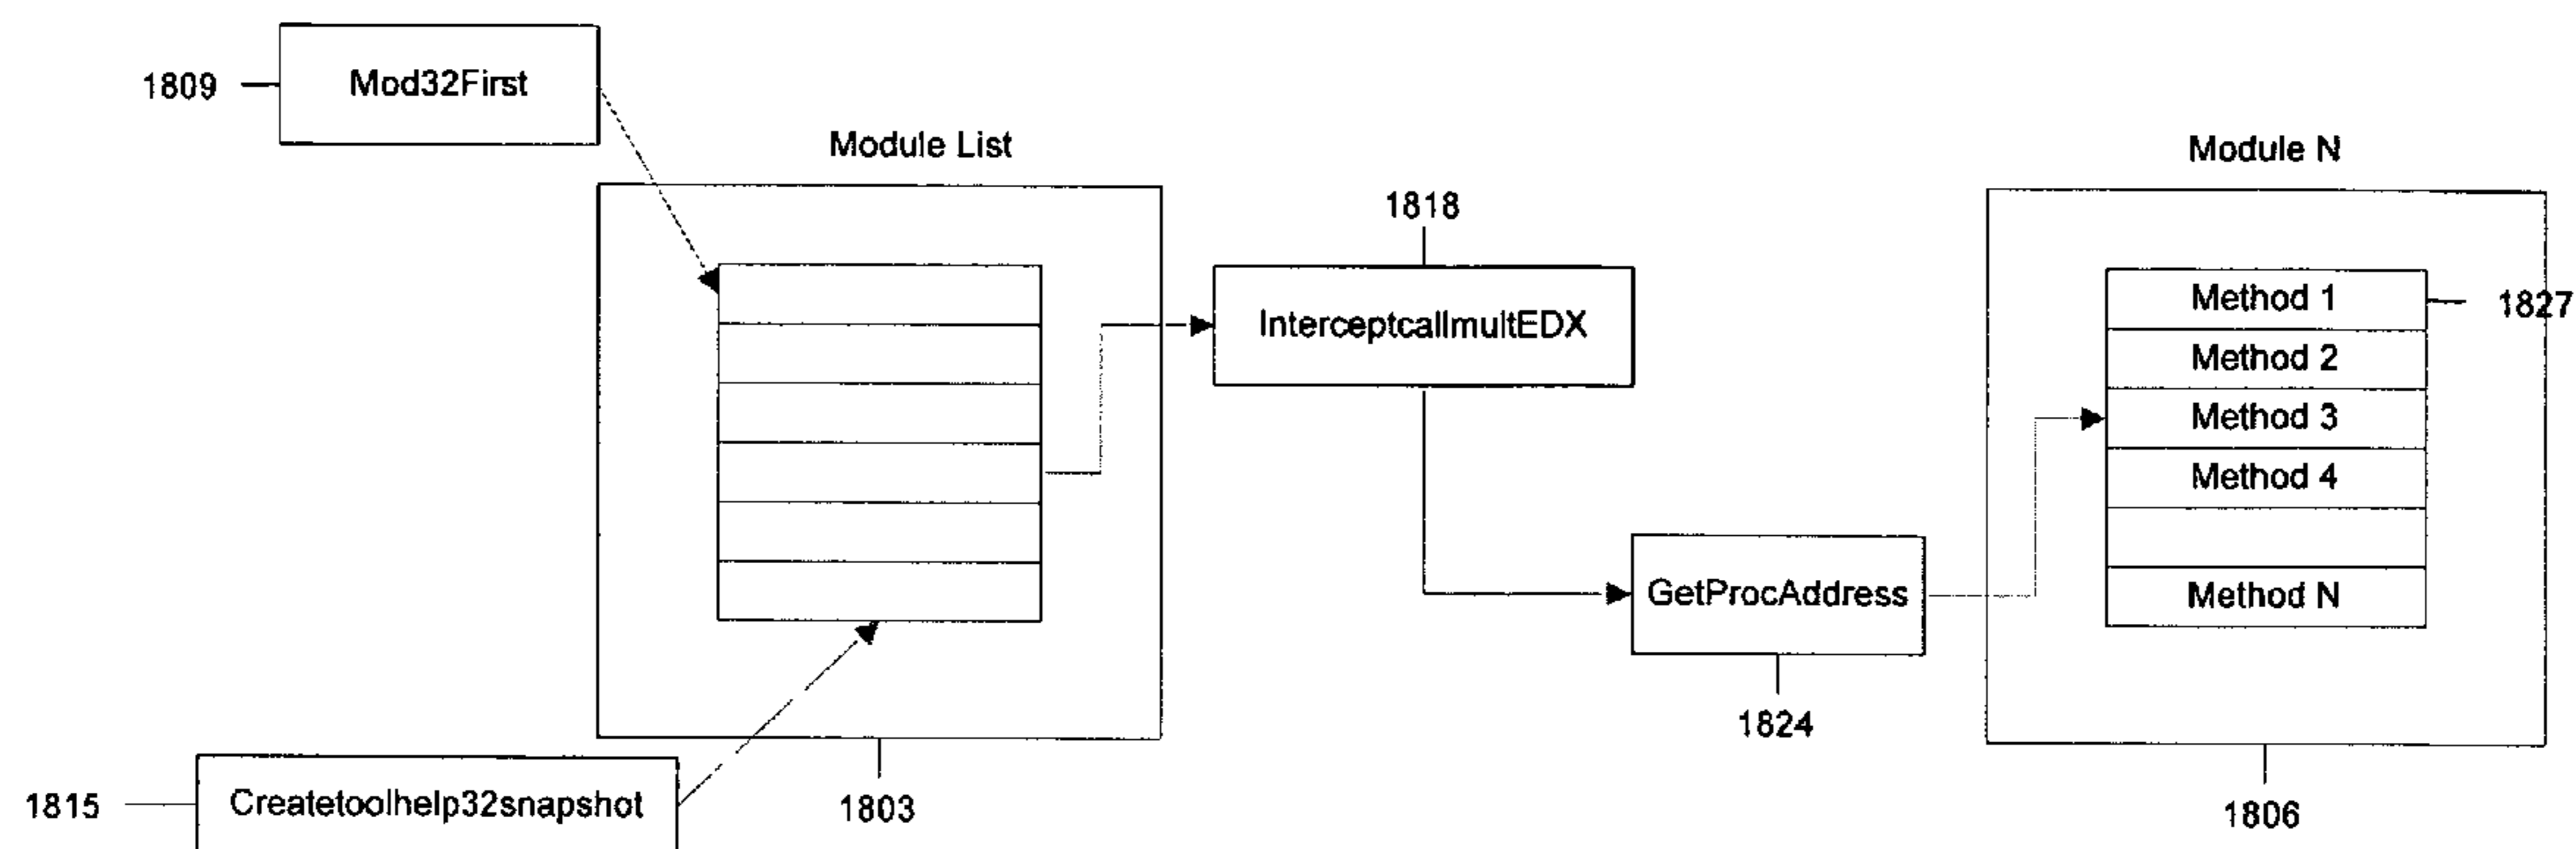 1809
Mod32First
Module List
Module N
1818
InterceptcallmultEDX
Method 1
1827
Method 2
Method 3
Method 4
GetProcAddress
Method N
1824
1815
Createtoolhelp32snapshot
1803
1806